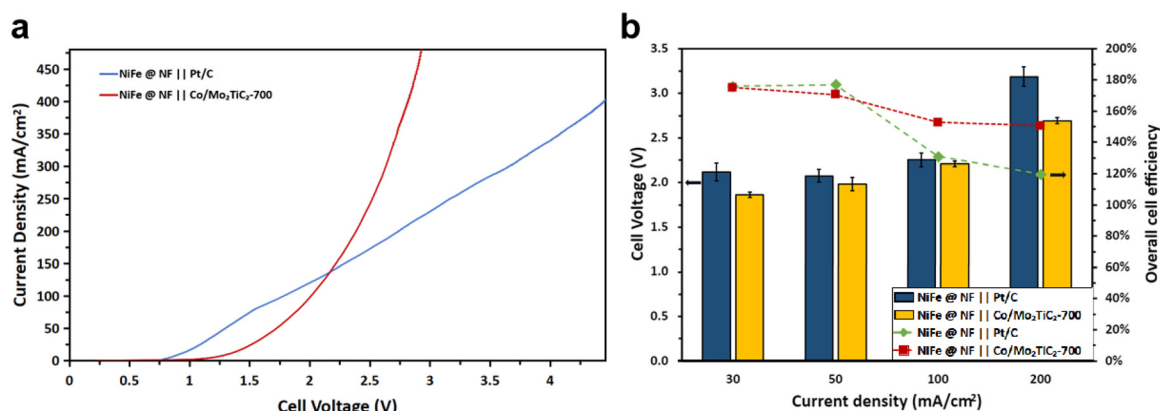 a
450
400
350
300
250
200
150
100
50
0
Current Density (mA/cm²)
NiFe @ NF || Pt/C
NiFe @ NF || Co/Mo₂TiC₂-700
0 0.5 1 1.5 2 2.5 3 3.5 4
Cell Voltage (V)
b
3.5
3.0
2.5
2.0
1.5
1.0
0.5
0.0
Cell Voltage (V)
200%
180%
160%
140%
120%
100%
80%
60%
40%
20%
0%
Overall cell efficiency
NiFe @ NF || Pt/C
NiFe @ NF || Co/Mo₂TiC₂-700
NiFe @ NF || Pt/C
NiFe @ NF || Co/Mo₂TiC₂-700
30 50 100 200
Current density (mA/cm²)